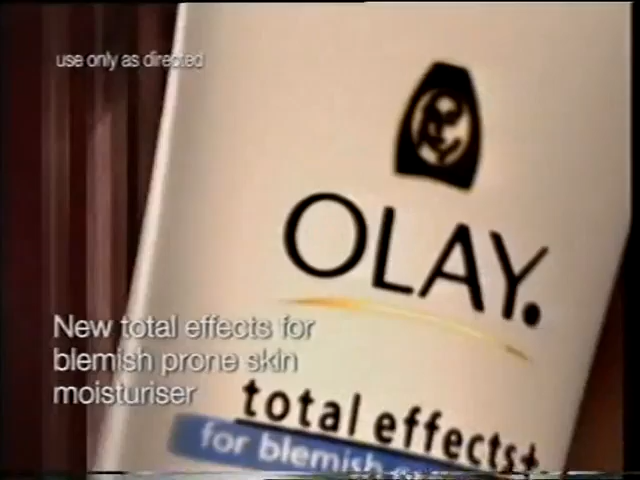 use only as directed
OLAY.
New total effects for
blemish prone skin
moisturiser
total effects+
for blemish